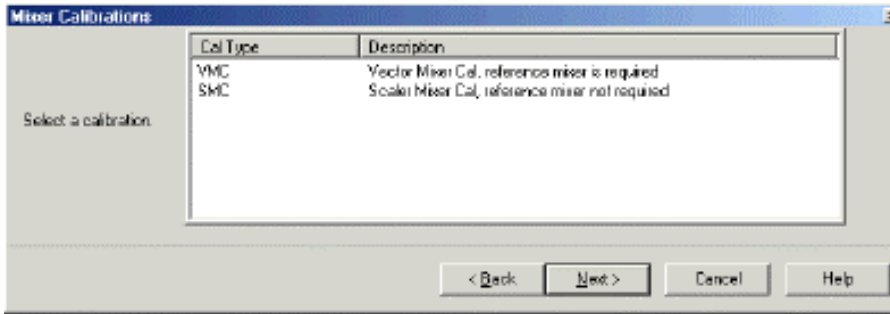 Mixer Calibrations
Cal Type Description
VMC Vector Mixer Cal, reference mixer is required
SMC Scaler Mixer Cal, reference mixer not required
Select a calibration
< Back Next > Cancel Help